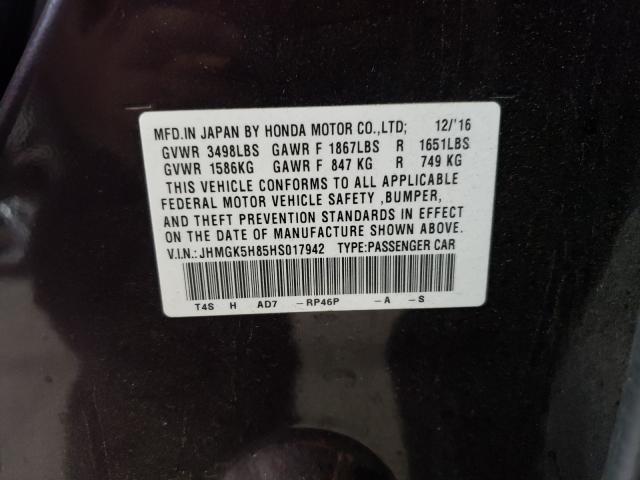 MFD.IN JAPAN BY HONDA MOTOR CO.,LTD; 12/'16
GVWR 3498LBS GAWR F 1867LBS R 1651LBS
GVWR 1586KG GAWR F 847 KG R 749 KG
THIS VEHICLE CONFORMS TO ALL APPLICABLE
FEDERAL MOTOR VEHICLE SAFETY ,BUMPER,
AND THEFT PREVENTION STANDARDS IN EFFECT
ON THE DATE OF MANUFACTURE SHOWN ABOVE.
V.I.N.: JHMGK5H85HS017942 TYPE:PASSENGER CAR
T4S H AD7 -RP46P -A -S